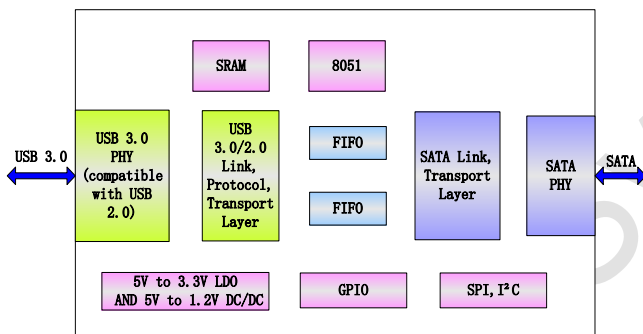 SRAM
8051
USB 3.0
USB 3.0
PHY
(compatible
with USB
2.0)
USB
3.0/2.0
Link,
Protocol,
Transport
Layer
FIFO
FIFO
SATA Link,
Transport
Layer
SATA
PHY
SATA
5V to 3.3V LDO
AND 5V to 1.2V DC/DC
GPIO
SPI, I²C